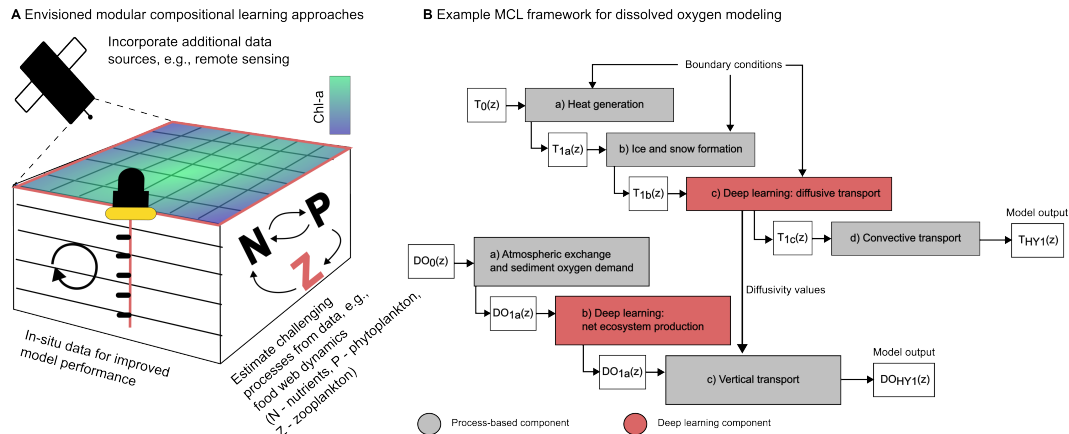 A Envisioned modular compositional learning approaches
Incorporate additional data
sources, e.g., remote sensing
Chl-a
N
P
Z
In-situ data for improved
model performance
Estimate challenging
processes from data, e.g.,
food web dynamics
(N - nutrients, P - phytoplankton,
Z - zooplankton)
B Example MCL framework for dissolved oxygen modeling
Boundary conditions
T0(z)
a) Heat generation
T1a(z)
b) Ice and snow formation
T1b(z)
c) Deep learning: diffusive transport
T1c(z)
d) Convective transport
Model output
THY1(z)
DO0(z)
a) Atmospheric exchange
and sediment oxygen demand
Diffusivity values
DO1a(z)
b) Deep learning:
net ecosystem production
DO1a(z)
c) Vertical transport
Model output
DOHY1(z)
Process-based component
Deep learning component